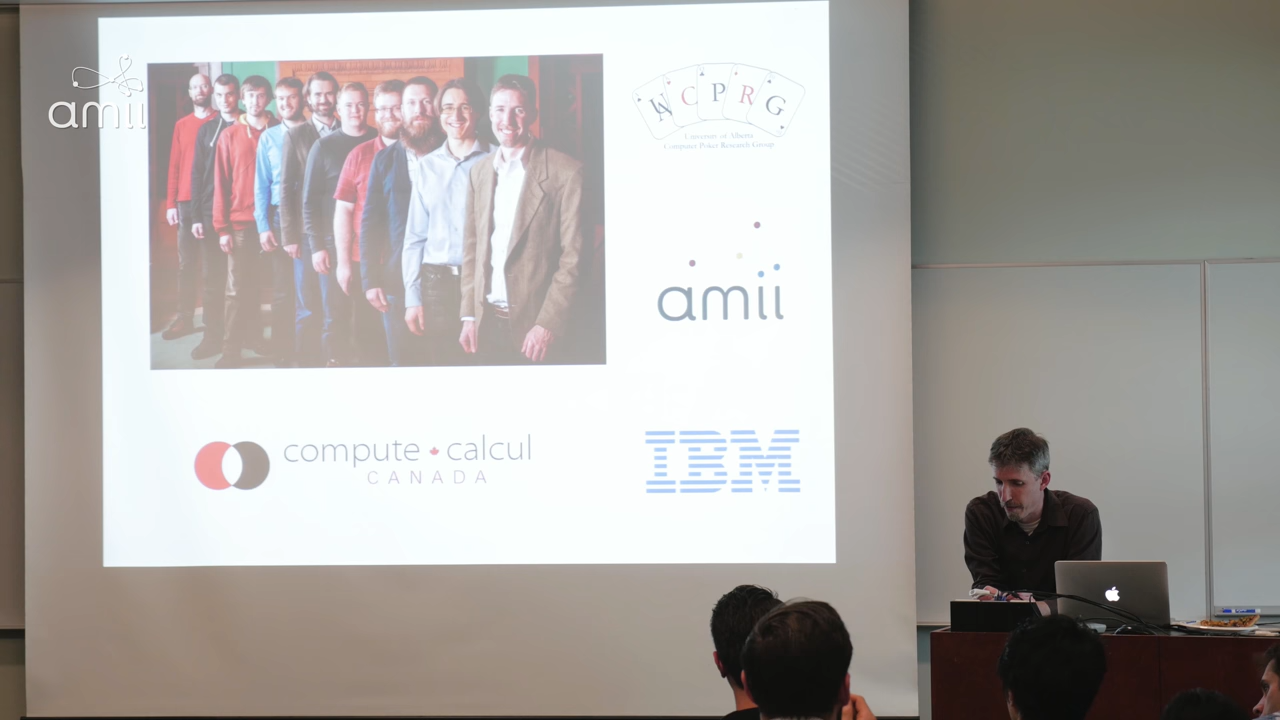 amii
CPRG
University of Alberta
Computer Poker Research Group
amii
compute calcul
CANADA
IBM